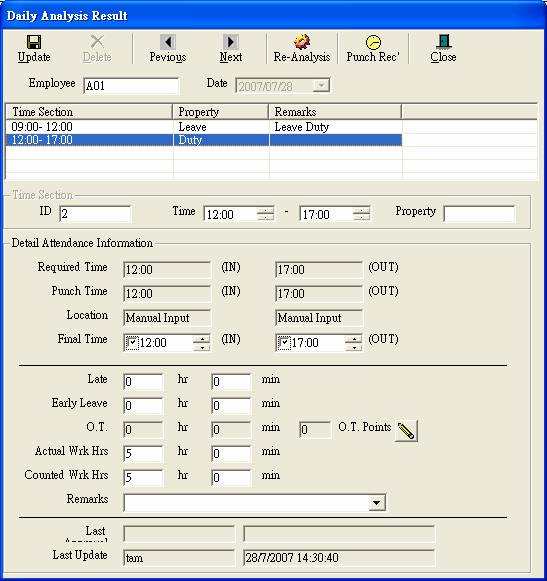 Daily Analysis Result
Update Delete Pevious Next Re-Analysis Punch Rec' Close
Employee A01 Date 2007/07/28
Time Section Property Remarks
09:00- 12:00 Leave Leave Duty
12:00- 17:00 Duty
Time Section
ID 2 Time 12:00 - 17:00 Property
Detail Attendance Information
Required Time 12:00 (IN) 17:00 (OUT)
Punch Time 12:00 (IN) 17:00 (OUT)
Location Manual Input Manual Input
Final Time 12:00 (IN) 17:00 (OUT)
Late 0 hr 0 min
Early Leave 0 hr 0 min
O.T. 0 hr 0 min 0 O.T. Points
Actual Wrk Hrs 5 hr 0 min
Counted Wrk Hrs 5 hr 0 min
Remarks
Last
Last Update tam 28/7/2007 14:30:40